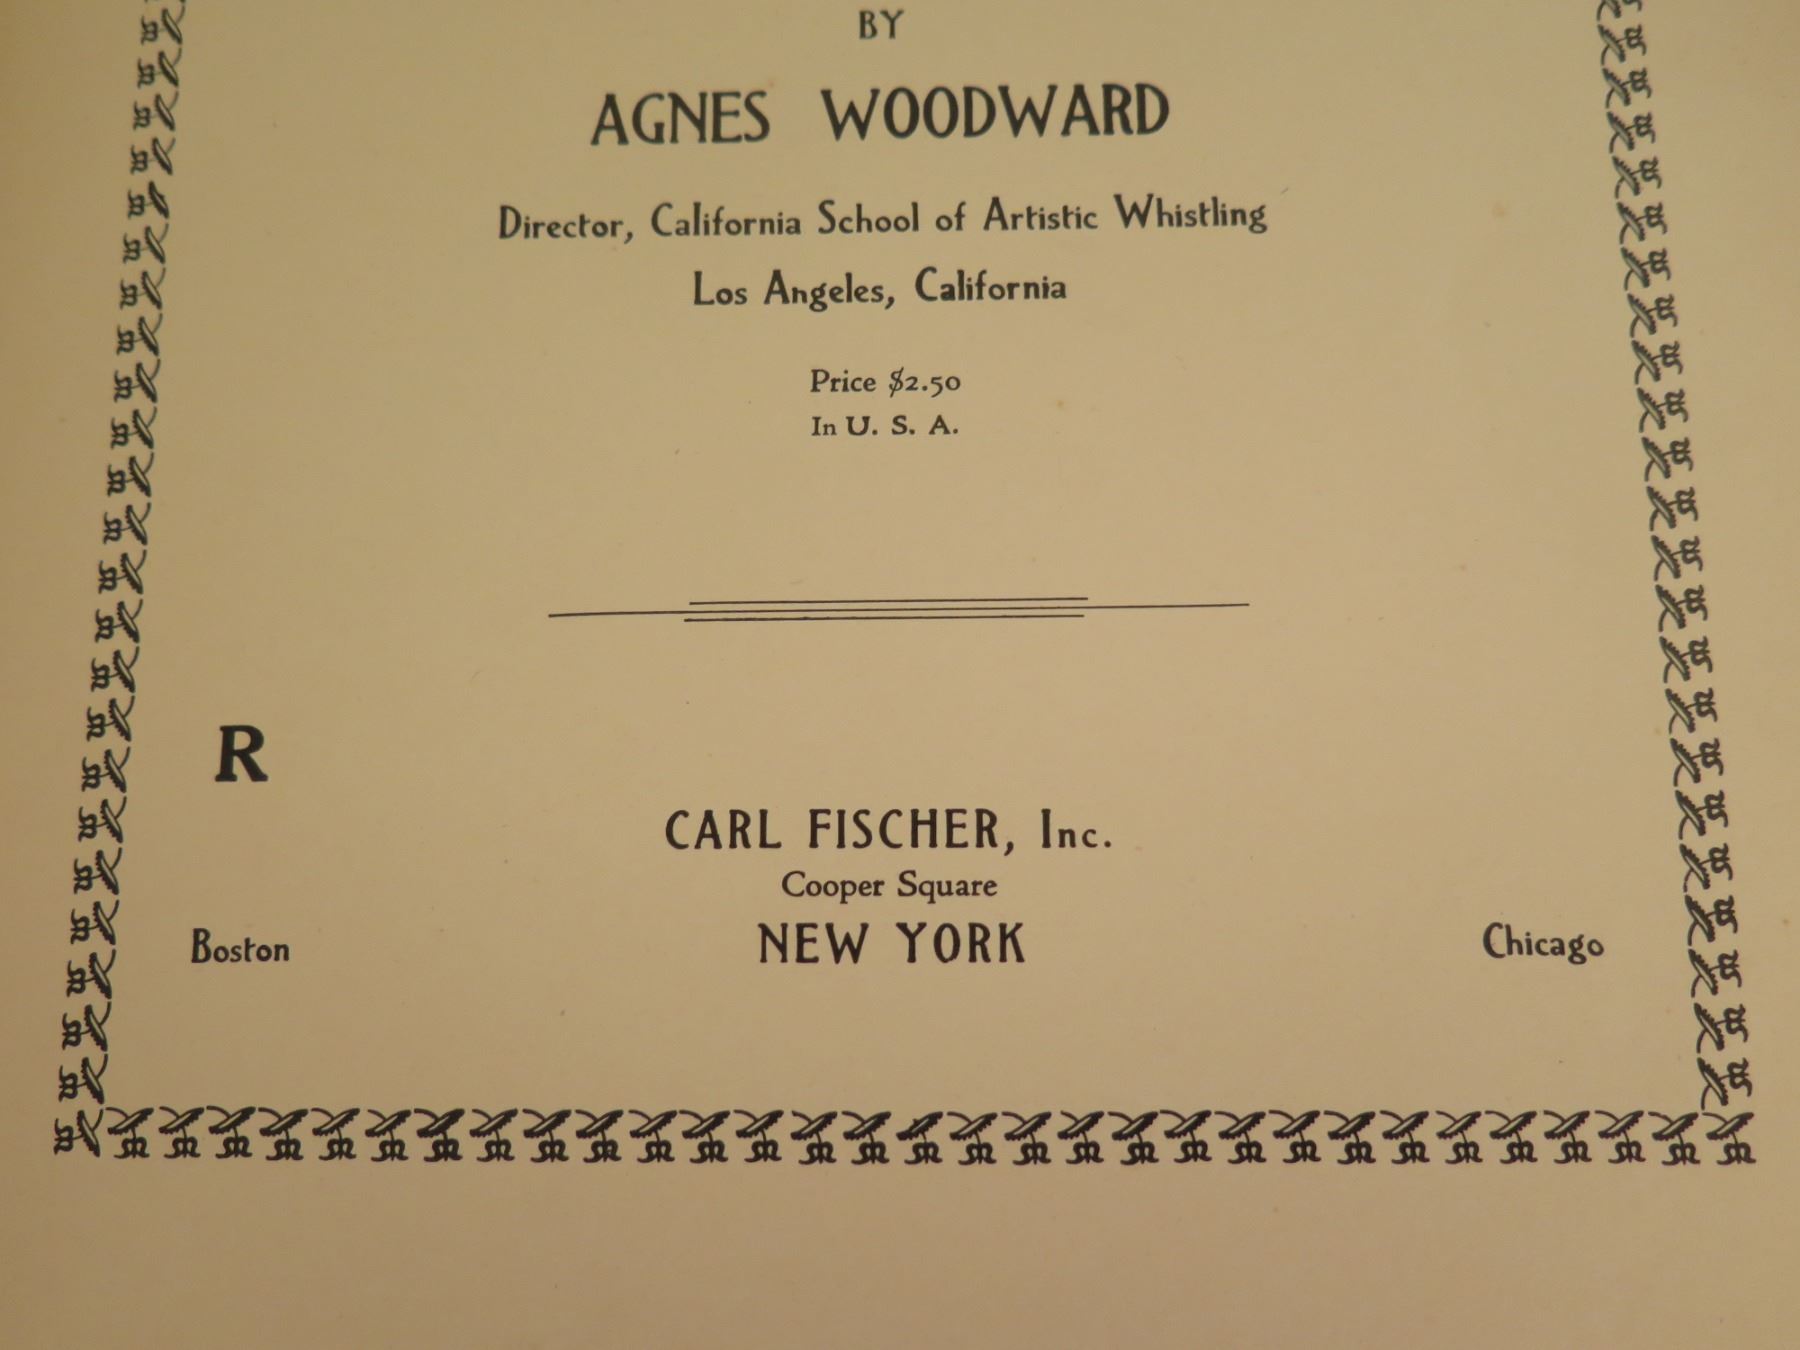 BY
AGNES WOODWARD
Director, California School of Artistic Whistling
Los Angeles, California
Price $2.50
In U. S. A.
R
CARL FISCHER, Inc.
Cooper Square
Boston NEW YORK Chicago